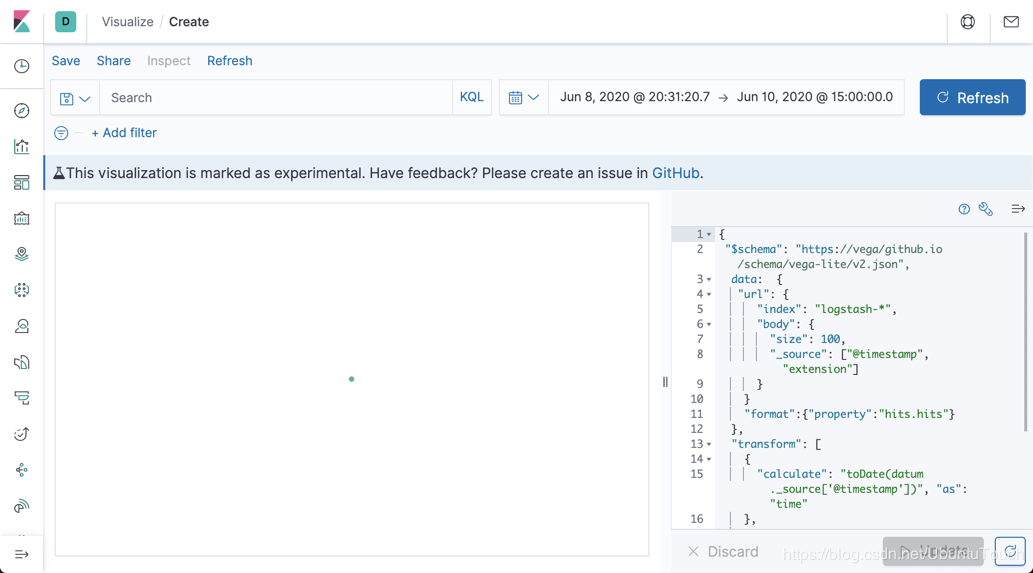 D Visualize / Create
Save Share Inspect Refresh
Search KQL Jun 8, 2020 @ 20:31:20.7 → Jun 10, 2020 @ 15:00:00.0 Refresh
+ Add filter
This visualization is marked as experimental. Have feedback? Please create an issue in GitHub.
1 {
2 "$schema": "https://vega/github.io
/schema/vega-lite/v2.json",
3 data: {
4 "url": {
5 "index": "logstash-*",
6 "body": {
7 "size": 100,
8 "_source": ["@timestamp",
"extension"]
9 }
10 }
11 "format":{"property":"hits.hits"}
12 },
13 "transform": [
14 {
15 "calculate": "toDate(datum
._source['@timestamp'])", "as":
"time"
16 },
Discard Update
https://blog.csdn.net/UbuntuTouch